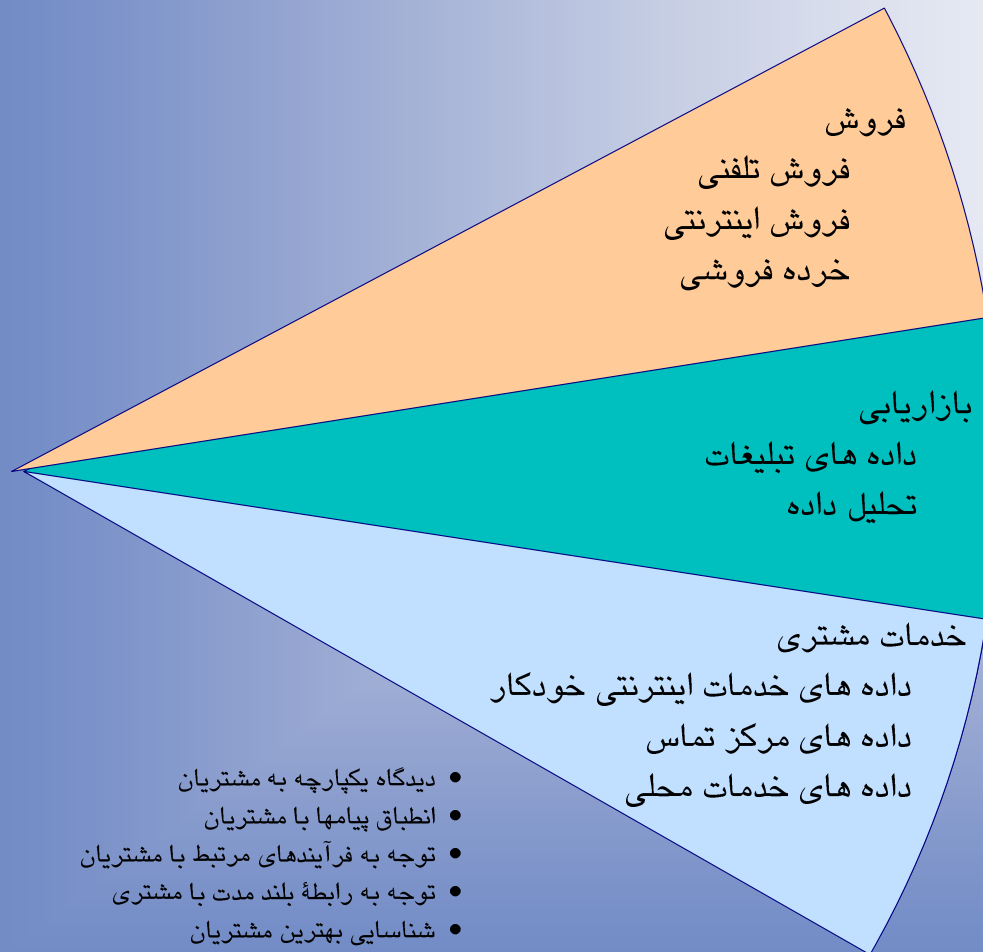 فروش
فروش تلفنی
فروش اینترنتی
خرده فروشی
بازاریابی
داده های تبلیغات
تحلیل داده
خدمات مشتری
داده های خدمات اینترنتی خودکار
داده های مرکز تماس
داده های خدمات محلی
• دیدگاه یکپارچه به مشتریان
• انطباق پیامها با مشتریان
• توجه به فرآیندهای مرتبط با مشتریان
• توجه به رابطۀ بلند مدت با مشتری
• شناسایی بهترین مشتریان